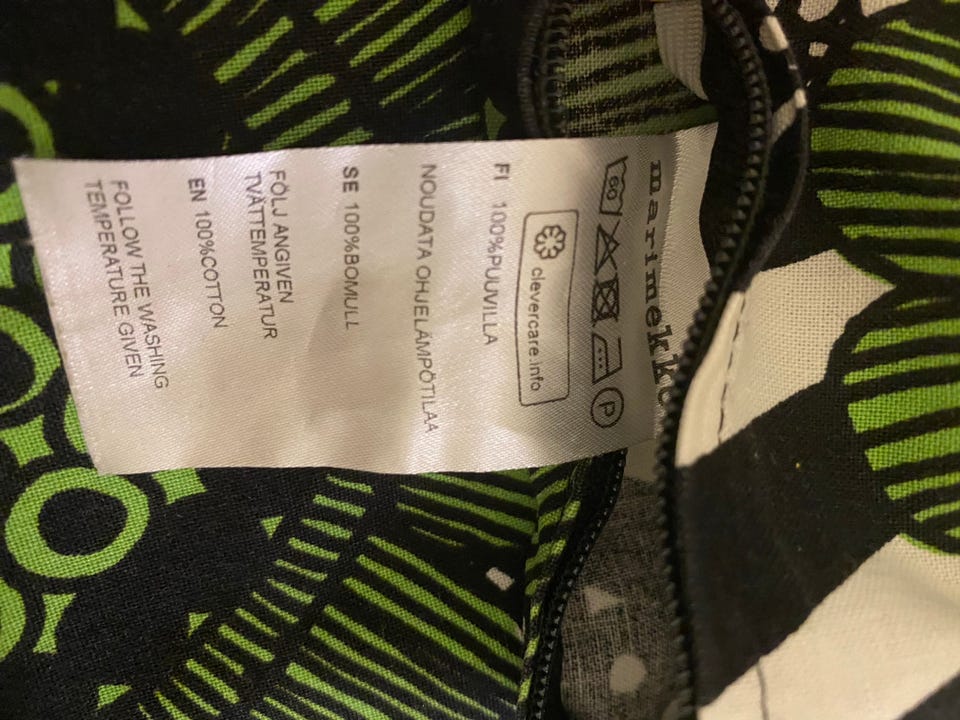 marimekko
60 P
clevercare.info
FI 100%PUUVILLA
NOUDATA OHJELÄMPÖTILAA
SE 100%BOMULL
FÖLJ ANGIVEN
TVÄTTEMPERATUR
EN 100%COTTON
FOLLOW THE WASHING
TEMPERATURE GIVEN